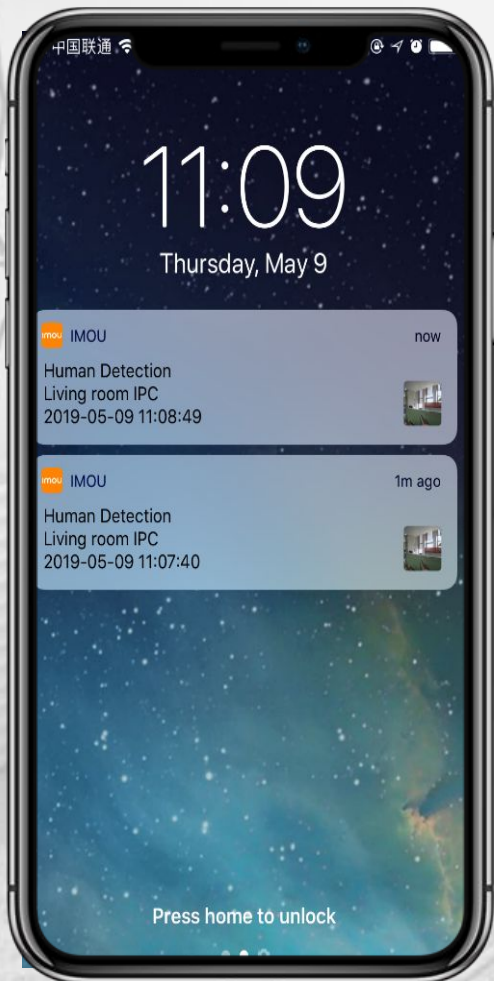 中国联通
11:09
Thursday, May 9
imou IMOU now
Human Detection
Living room IPC
2019-05-09 11:08:49
imou IMOU 1m ago
Human Detection
Living room IPC
2019-05-09 11:07:40
Press home to unlock